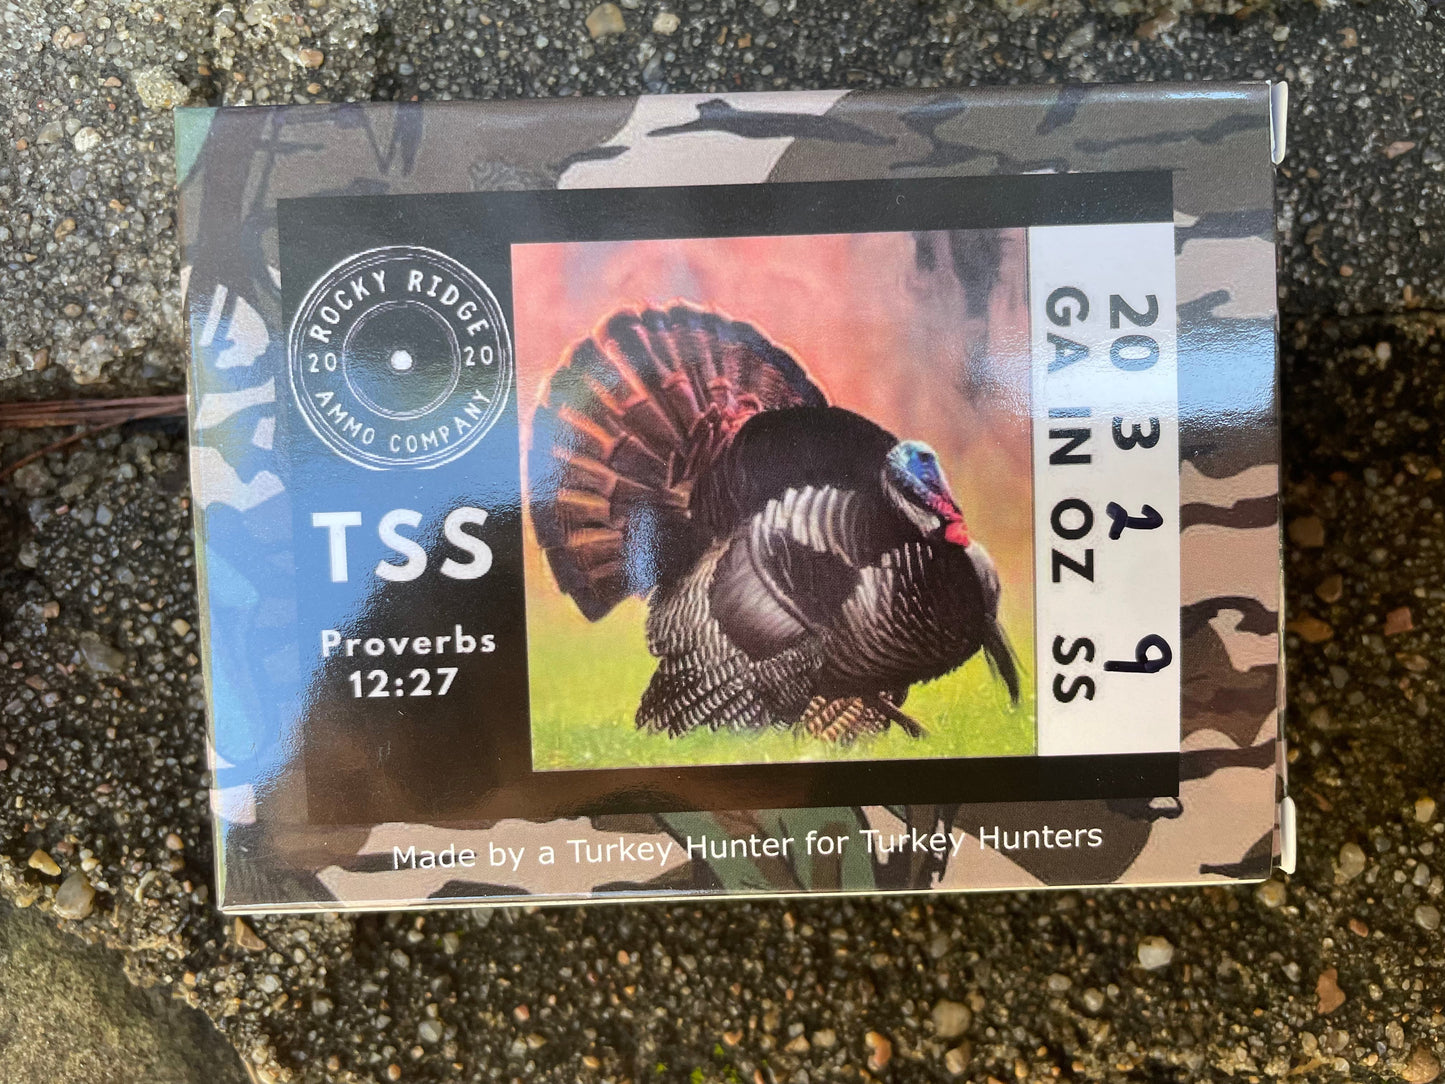 ROCKY RIDGE
20 20
AMMO COMPANY
TSS
Proverbs
12:27
20 3 2 9
GA IN OZ SS
Made by a Turkey Hunter for Turkey Hunters